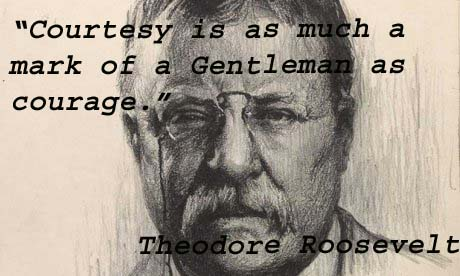 “Courtesy is as much a
mark of a Gentleman as
courage.”
Theodore Roosevelt